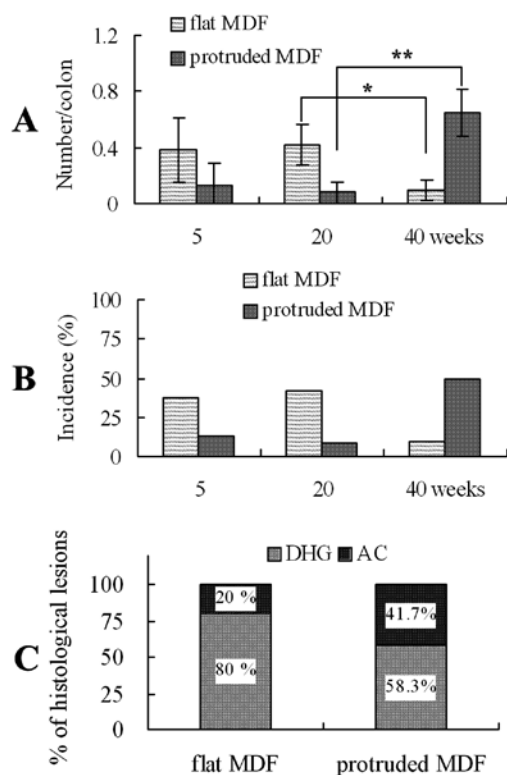 A
flat MDF
protruded MDF
Number/colon
1.2
0.8
0.4
0
*
**
5 20 40 weeks
B
flat MDF
protruded MDF
Incidence (%)
100
75
50
25
0
5 20 40 weeks
C
DHG AC
% of histological lesions
100
75
50
25
0
20 %
80 %
41.7%
58.3%
flat MDF protruded MDF